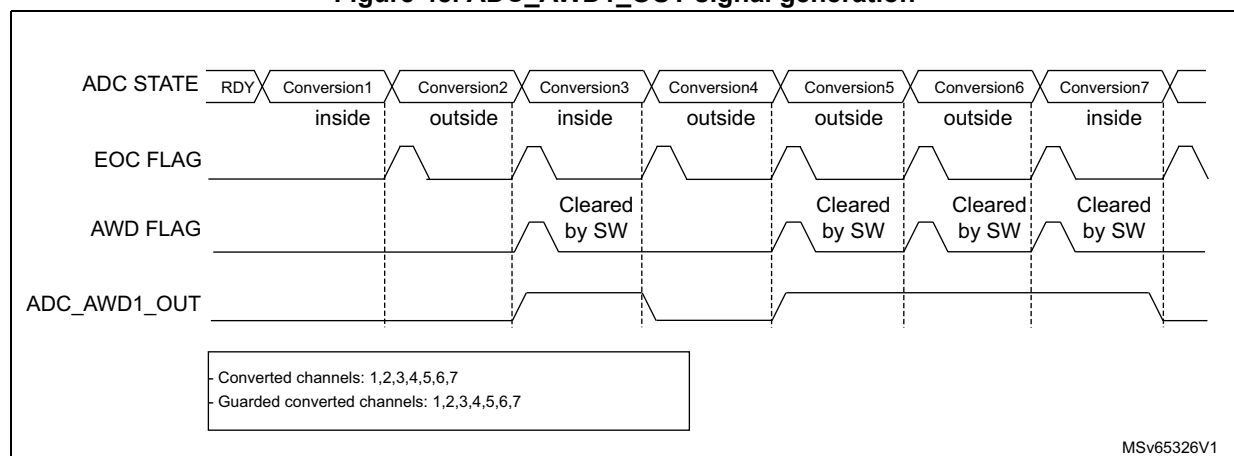 ADC_AWD1_OUT signal generation
ADC STATE RDY Conversion1 Conversion2 Conversion3 Conversion4 Conversion5 Conversion6 Conversion7
inside outside inside outside outside outside inside
EOC FLAG
Cleared Cleared Cleared Cleared
AWD FLAG by SW by SW by SW by SW
ADC_AWD1_OUT
- Converted channels: 1,2,3,4,5,6,7
- Guarded converted channels: 1,2,3,4,5,6,7
MSv65326V1